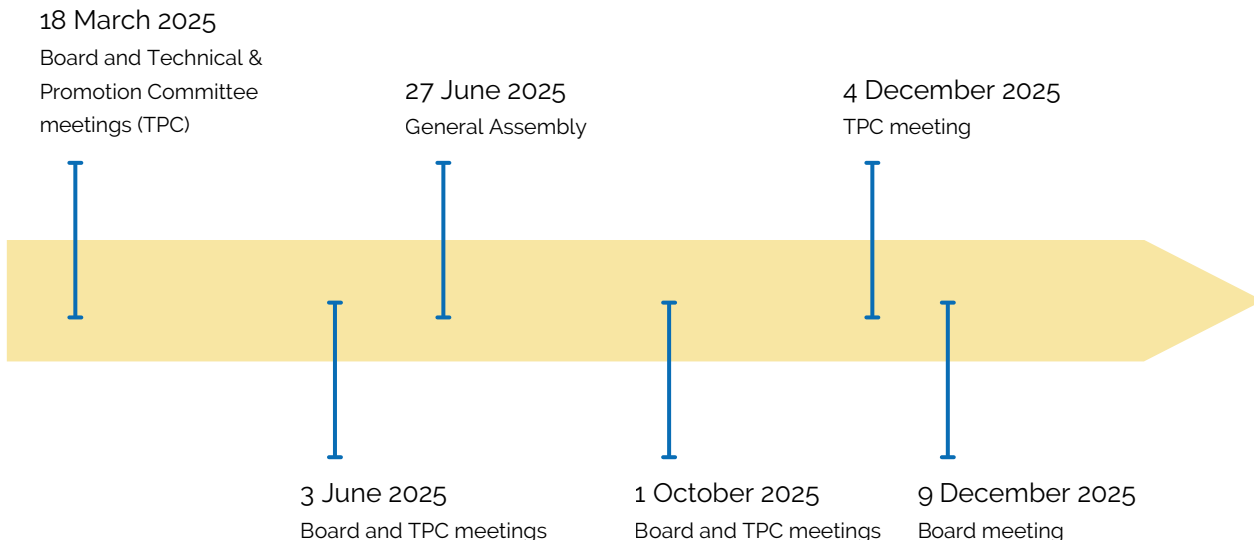 18 March 2025
Board and Technical &
Promotion Committee
meetings (TPC)
27 June 2025
General Assembly
4 December 2025
TPC meeting
3 June 2025
Board and TPC meetings
1 October 2025
Board and TPC meetings
9 December 2025
Board meeting